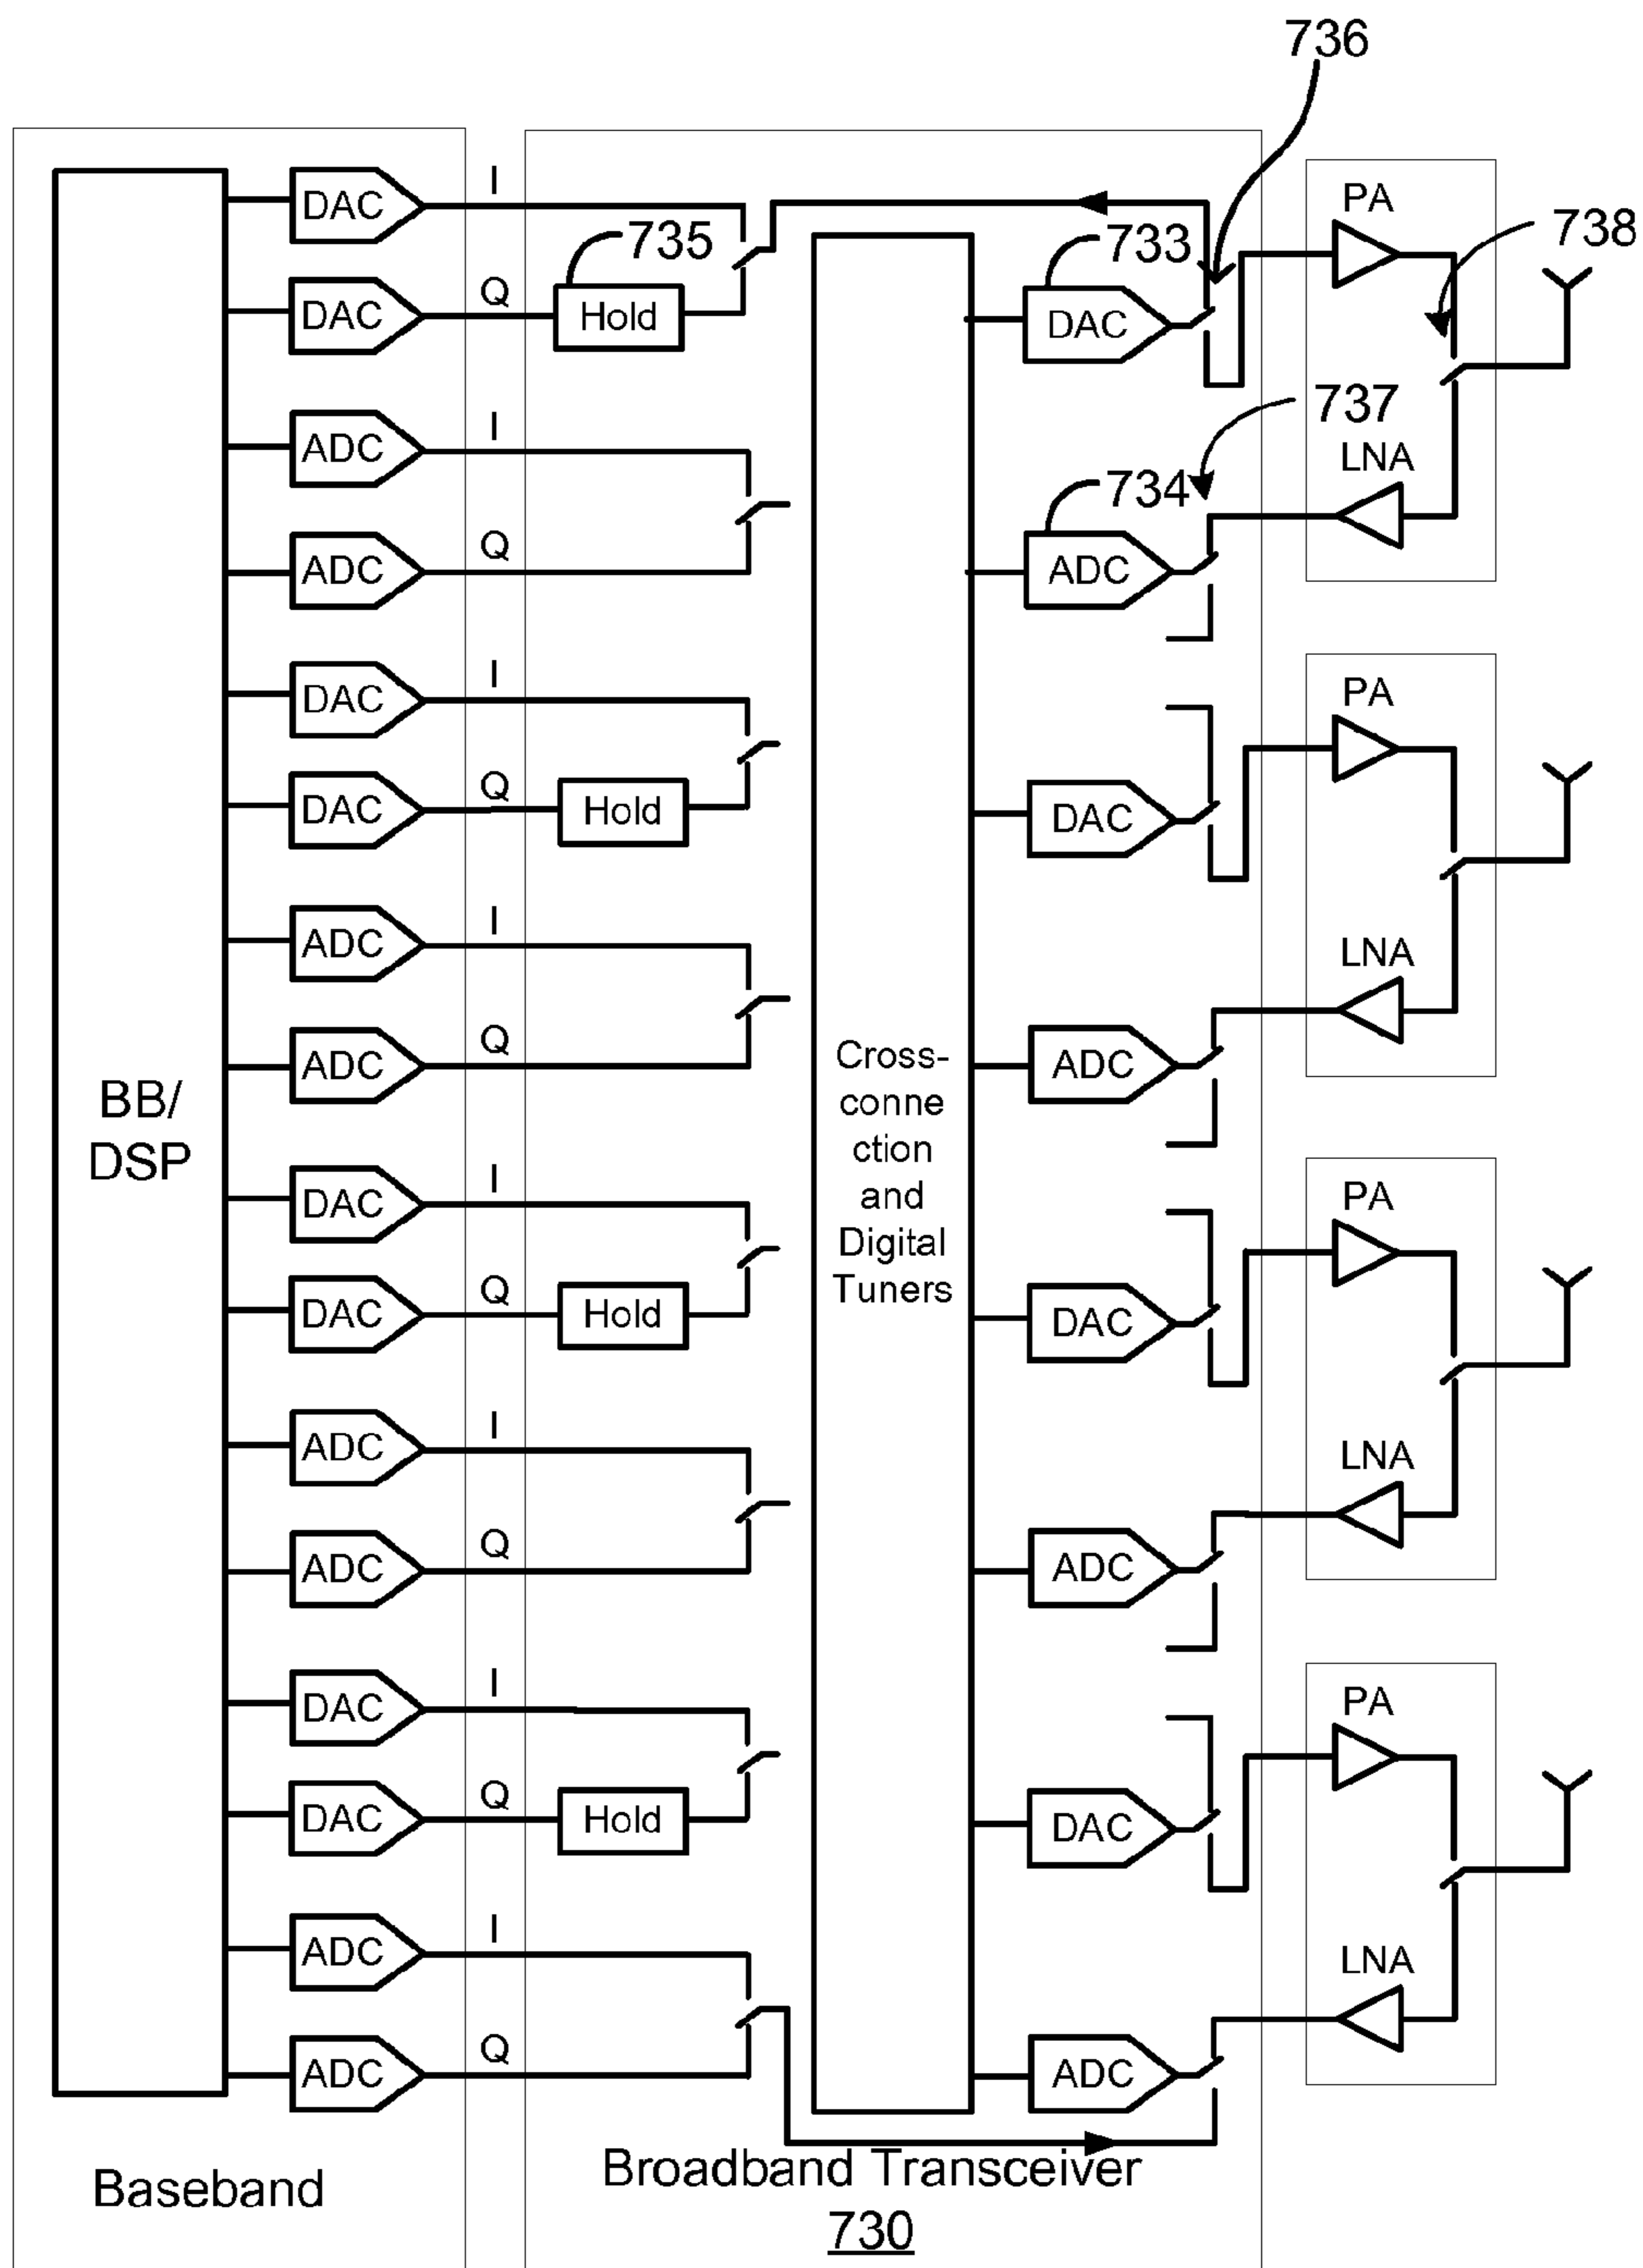 736
I
DAC
735
733
PA
738
Q
DAC
Hold
DAC
737
I
ADC
734
LNA
Q
ADC
ADC
I
DAC
PA
Q
DAC
Hold
DAC
I
ADC
LNA
Q
ADC
ADC
BB/
DSP
Cross-
conne
ction
and
Digital
Tuners
I
DAC
PA
Q
DAC
Hold
DAC
I
ADC
LNA
Q
ADC
ADC
I
DAC
PA
Q
DAC
Hold
DAC
I
ADC
LNA
Q
ADC
ADC
Baseband
Broadband Transceiver
730